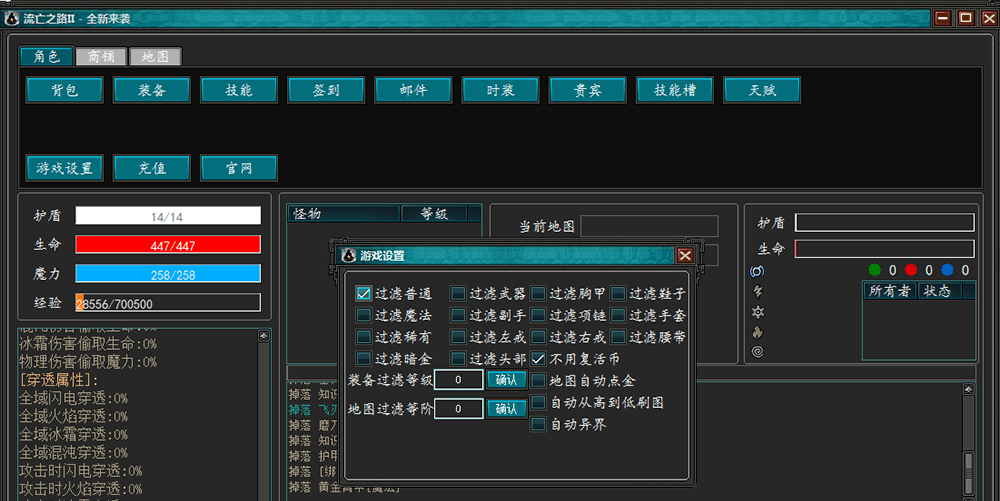 流亡之路II - 全新来袭
角色 商铺 地图
背包 装备 技能 签到 邮件 时装 贵宾 技能槽 天赋
游戏设置 充值 官网
护盾 14/14
生命 447/447
魔力 258/258
经验 28556/700500
冰霜伤害偷取生命:0%
物理伤害偷取魔力:0%
[穿透属性]:
全域闪电穿透:0%
全域火焰穿透:0%
全域冰霜穿透:0%
全域混沌穿透:0%
攻击时闪电穿透:0%
攻击时火焰穿透:0%
怪物 等级
当前地图
游戏设置
过滤普通 过滤武器 过滤胸甲 过滤鞋子
过滤魔法 过滤副手 过滤项链 过滤手套
过滤稀有 过滤左戒 过滤右戒 过滤腰带
过滤暗金 过滤头部 不用复活币
装备过滤等级 0 确认 地图自动点金
自动从高到低刷图
地图过滤等阶 0 确认
自动异界
掉落 知识
掉落 飞刃
掉落 磨刀
掉落 知识
掉落 护甲
掉落 [绑
掉落 黄金
护盾
生命
0 0 0
所有者 状态